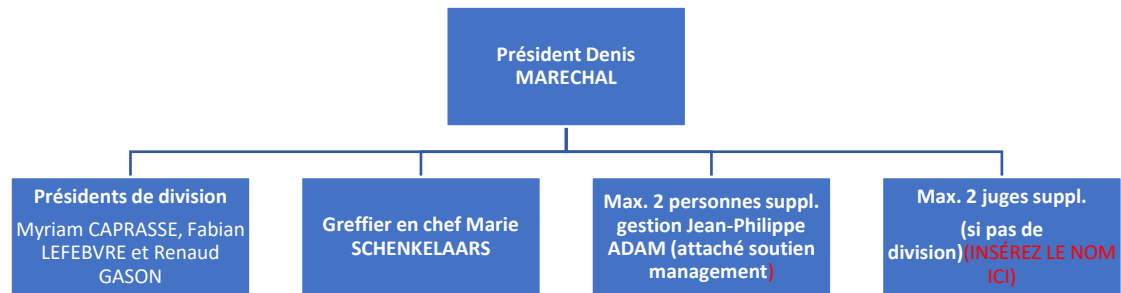 Président Denis
MARECHAL
Présidents de division
Myriam CAPRASSE, Fabian
LEFEBVRE et Renaud
GASON
Greffier en chef Marie
SCHENKELAARS
Max. 2 personnes suppl.
gestion Jean-Philippe
ADAM (attaché soutien
management)
Max. 2 juges suppl.
(si pas de
division)(INSÉREZ LE NOM
ICI)